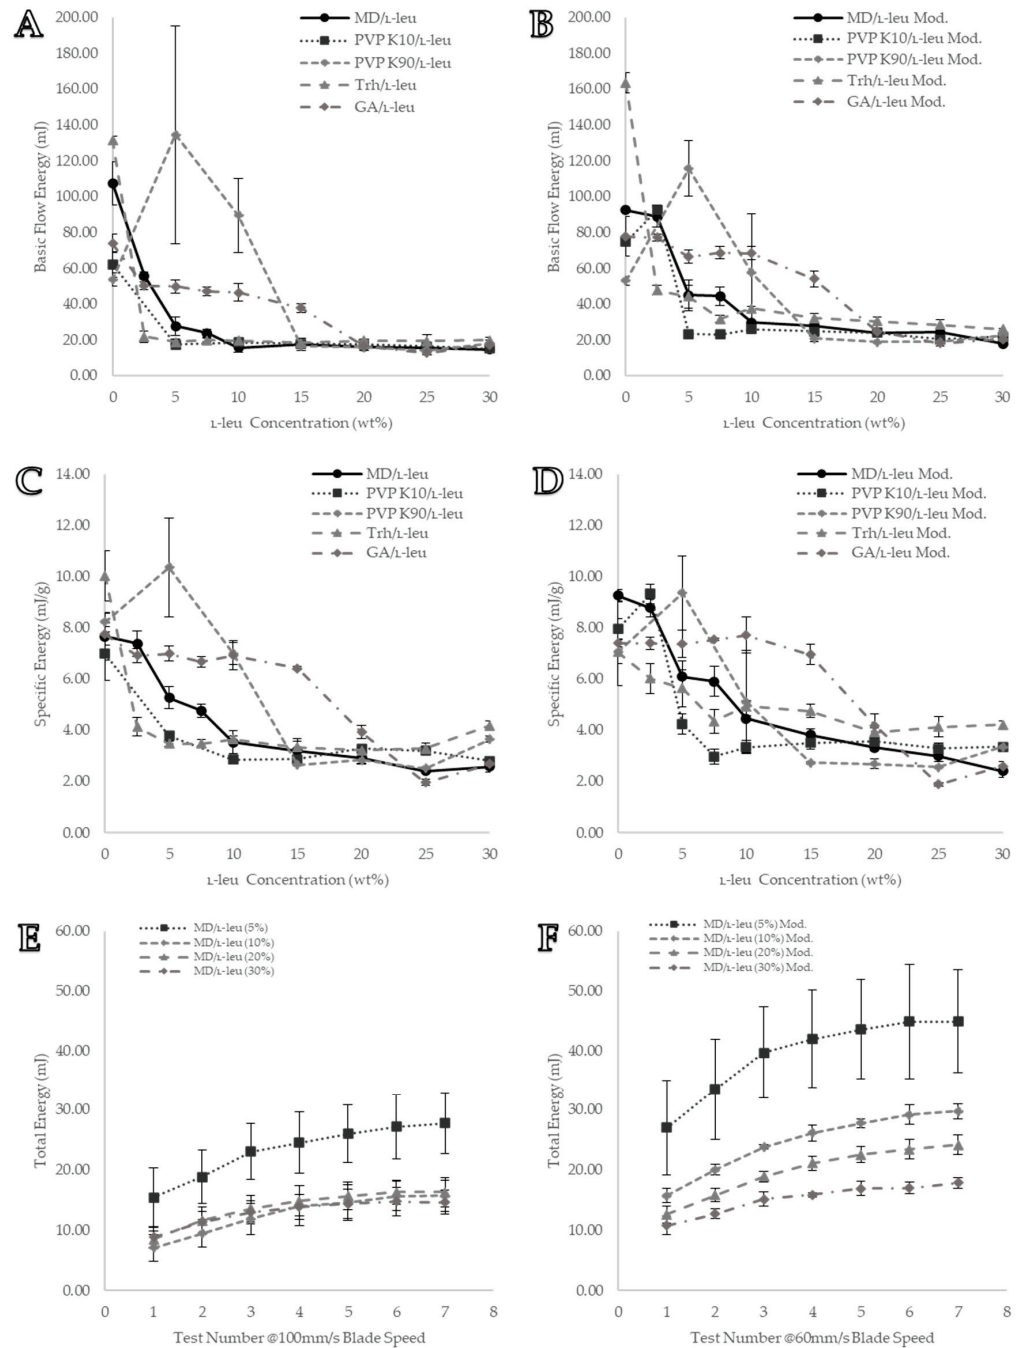 A
200.00
180.00
160.00
140.00
120.00
100.00
80.00
60.00
40.00
20.00
0.00
Basic Flow Energy (mJ)
0 5 10 15 20 25 30
ʟ-leu Concentration (wt%)
MD/ʟ-leu
PVP K10/ʟ-leu
PVP K90/ʟ-leu
Trh/ʟ-leu
GA/ʟ-leu
B
200.00
180.00
160.00
140.00
120.00
100.00
80.00
60.00
40.00
20.00
0.00
Basic Flow Energy (mJ)
0 5 10 15 20 25 30
ʟ-leu Concentration (wt%)
MD/ʟ-leu Mod.
PVP K10/ʟ-leu Mod.
PVP K90/ʟ-leu Mod.
Trh/ʟ-leu Mod.
GA/ʟ-leu Mod.
C
14.00
12.00
10.00
8.00
6.00
4.00
2.00
0.00
Specific Energy (mJ/g)
0 5 10 15 20 25 30
ʟ-leu Concentration (wt%)
MD/ʟ-leu
PVP K10/ʟ-leu
PVP K90/ʟ-leu
Trh/ʟ-leu
GA/ʟ-leu
D
14.00
12.00
10.00
8.00
6.00
4.00
2.00
0.00
Specific Energy (mJ/g)
0 5 10 15 20 25 30
ʟ-leu Concentration (wt%)
MD/ʟ-leu Mod.
PVP K10/ʟ-leu Mod.
PVP K90/ʟ-leu Mod.
Trh/ʟ-leu Mod.
GA/ʟ-leu Mod.
E
60.00
50.00
40.00
30.00
20.00
10.00
0.00
Total Energy (mJ)
0 1 2 3 4 5 6 7 8
Test Number @100mm/s Blade Speed
MD/ʟ-leu (5%)
MD/ʟ-leu (10%)
MD/ʟ-leu (20%)
MD/ʟ-leu (30%)
F
60.00
50.00
40.00
30.00
20.00
10.00
0.00
Total Energy (mJ)
0 1 2 3 4 5 6 7 8
Test Number @60mm/s Blade Speed
MD/ʟ-leu (5%) Mod.
MD/ʟ-leu (10%) Mod.
MD/ʟ-leu (20%) Mod.
MD/ʟ-leu (30%) Mod.